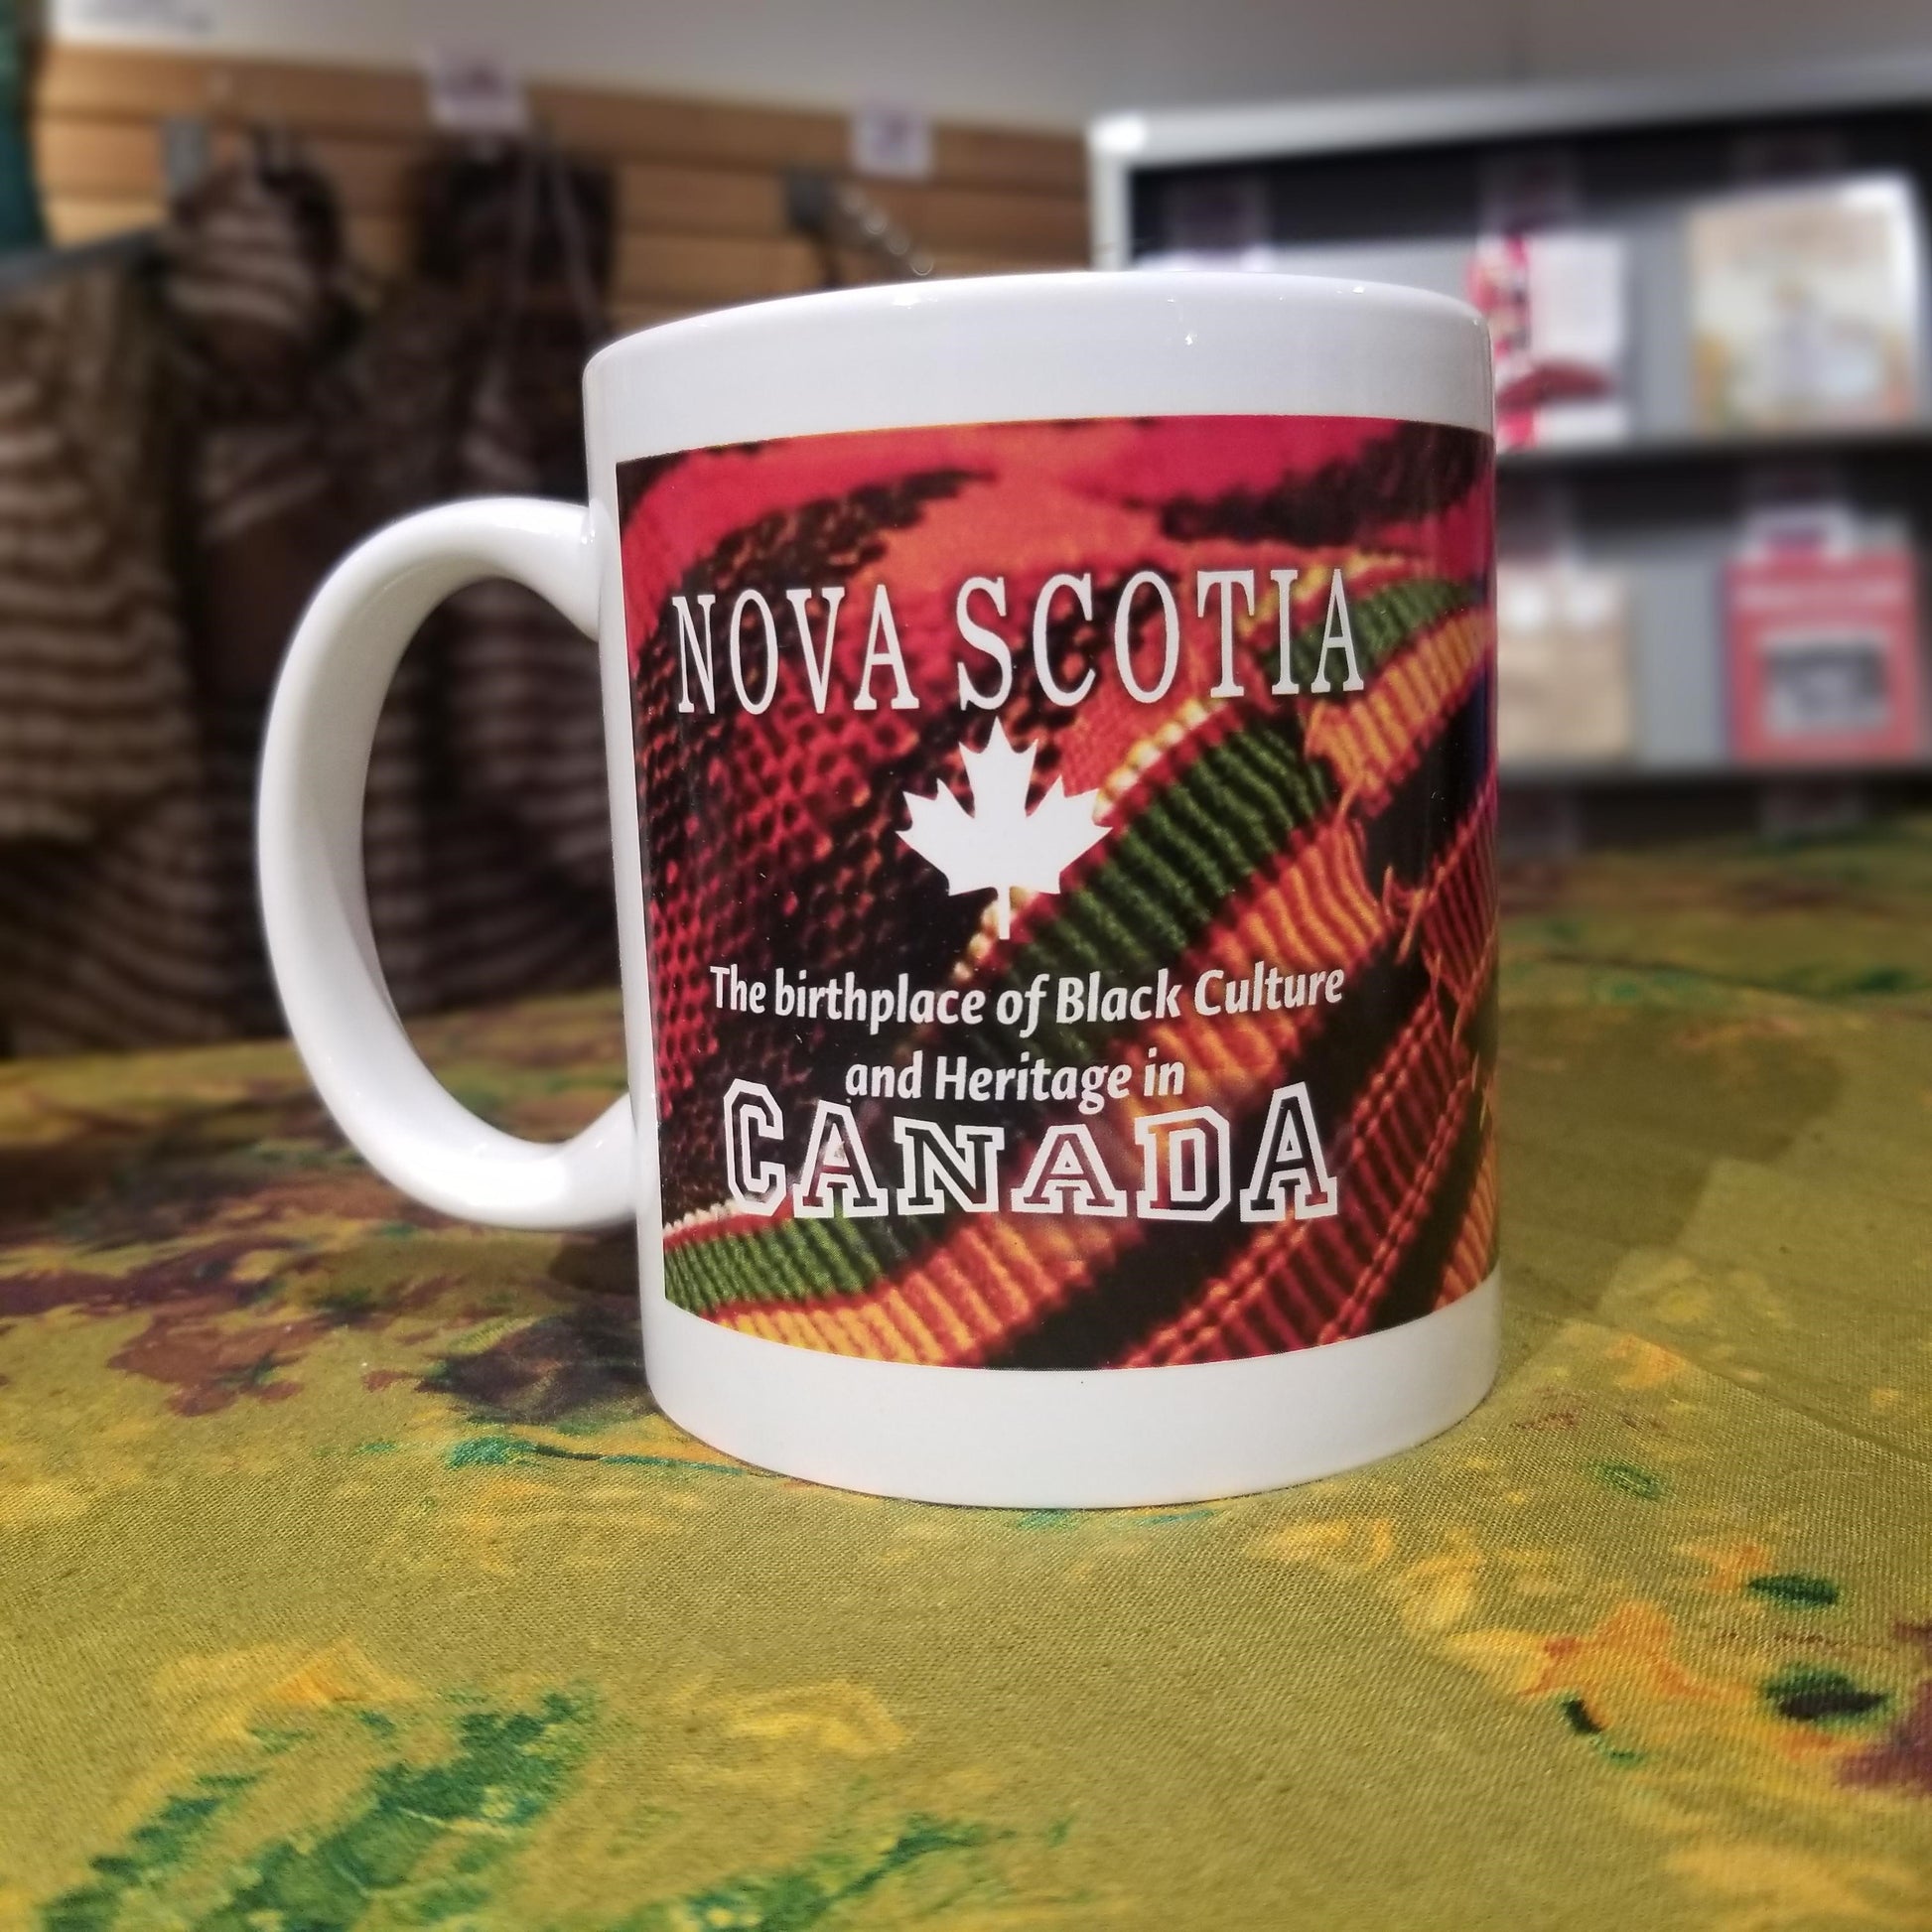 NOVA SCOTIA
The birthplace of Black Culture
and Heritage in
CANADA